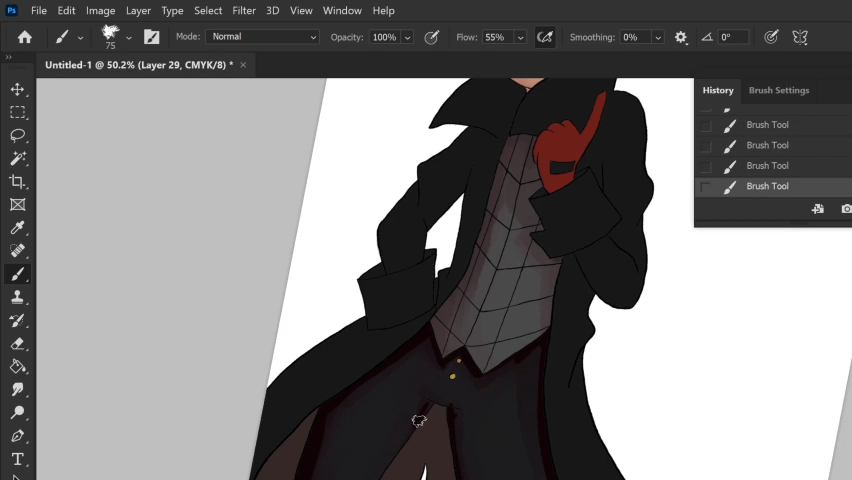 Ps File Edit Image Layer Type Select Filter 3D View Window Help
75 Mode: Normal Opacity: 100% Flow: 55% Smoothing: 0% 0°
Untitled-1 @ 50.2% (Layer 29, CMYK/8) * ×
History Brush Settings
Brush Tool
Brush Tool
Brush Tool
Brush Tool